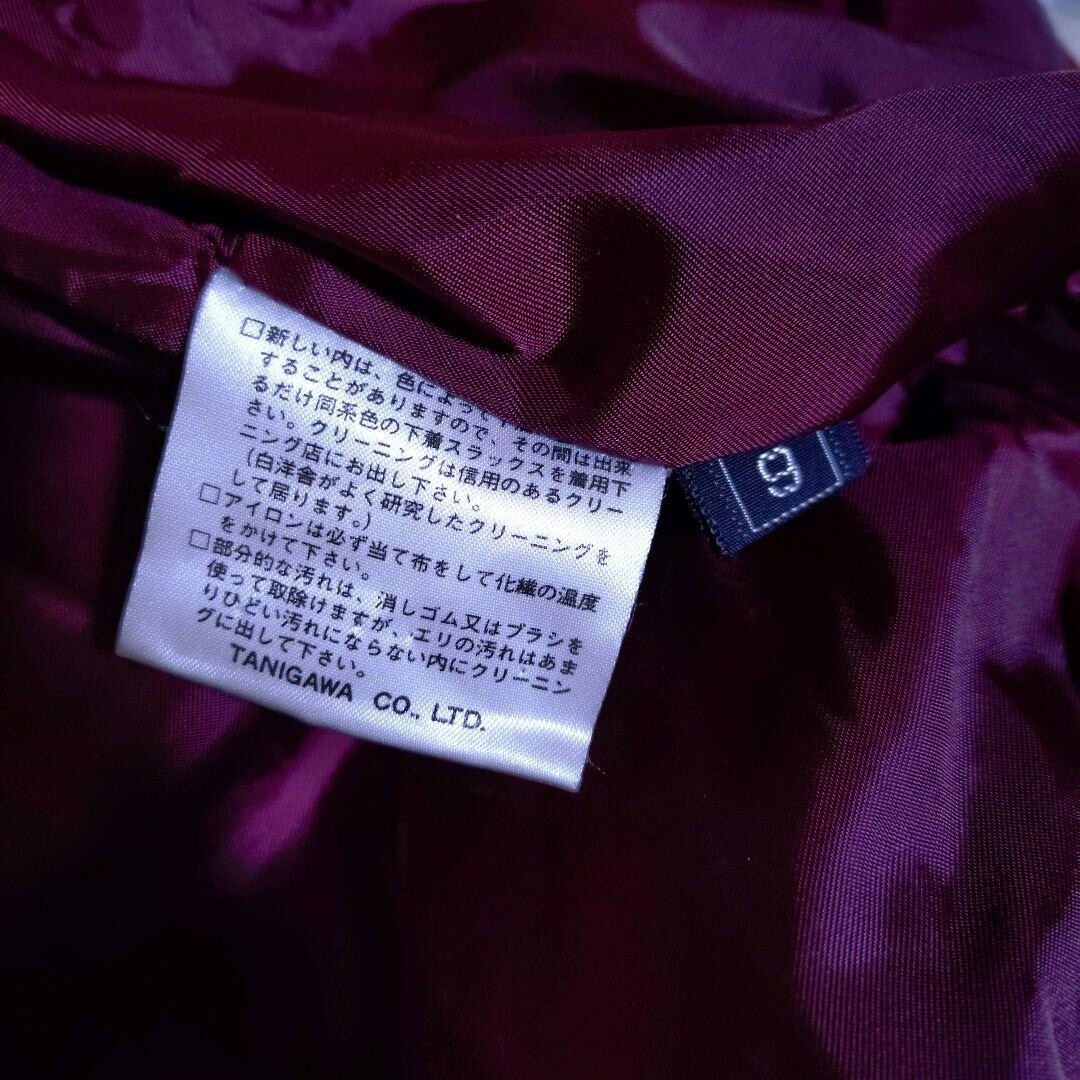 □新しい内は、色によって
することがありますので、その間は出来
るだけ同系色の下着スラックスを着用下
さい。クリーニングは信用のあるクリー
ニング店にお出し下さい。
(白洋舎がよく研究したクリーニングを
して居ります。)
□アイロンは必ず当て布をして化繊の温度
をかけて下さい。
□部分的な汚れは、消しゴム又はブラシを
使って取除けますが、エリの汚れはあま
りひどい汚れにならない内にクリーニン
グに出して下さい。
TANIGAWA CO., LTD.
9